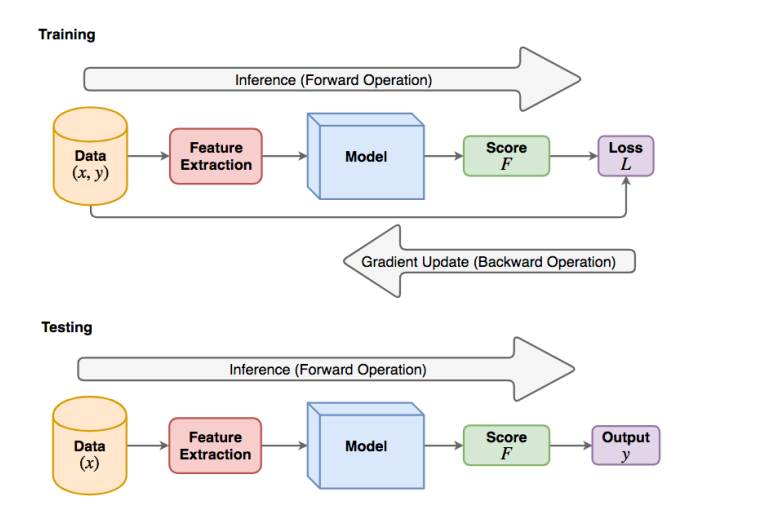 Training
Inference (Forward Operation)
Data
(x, y)
Feature
Extraction
Model
Score
F
Loss
L
Gradient Update (Backward Operation)
Testing
Inference (Forward Operation)
Data
(x)
Feature
Extraction
Model
Score
F
Output
y